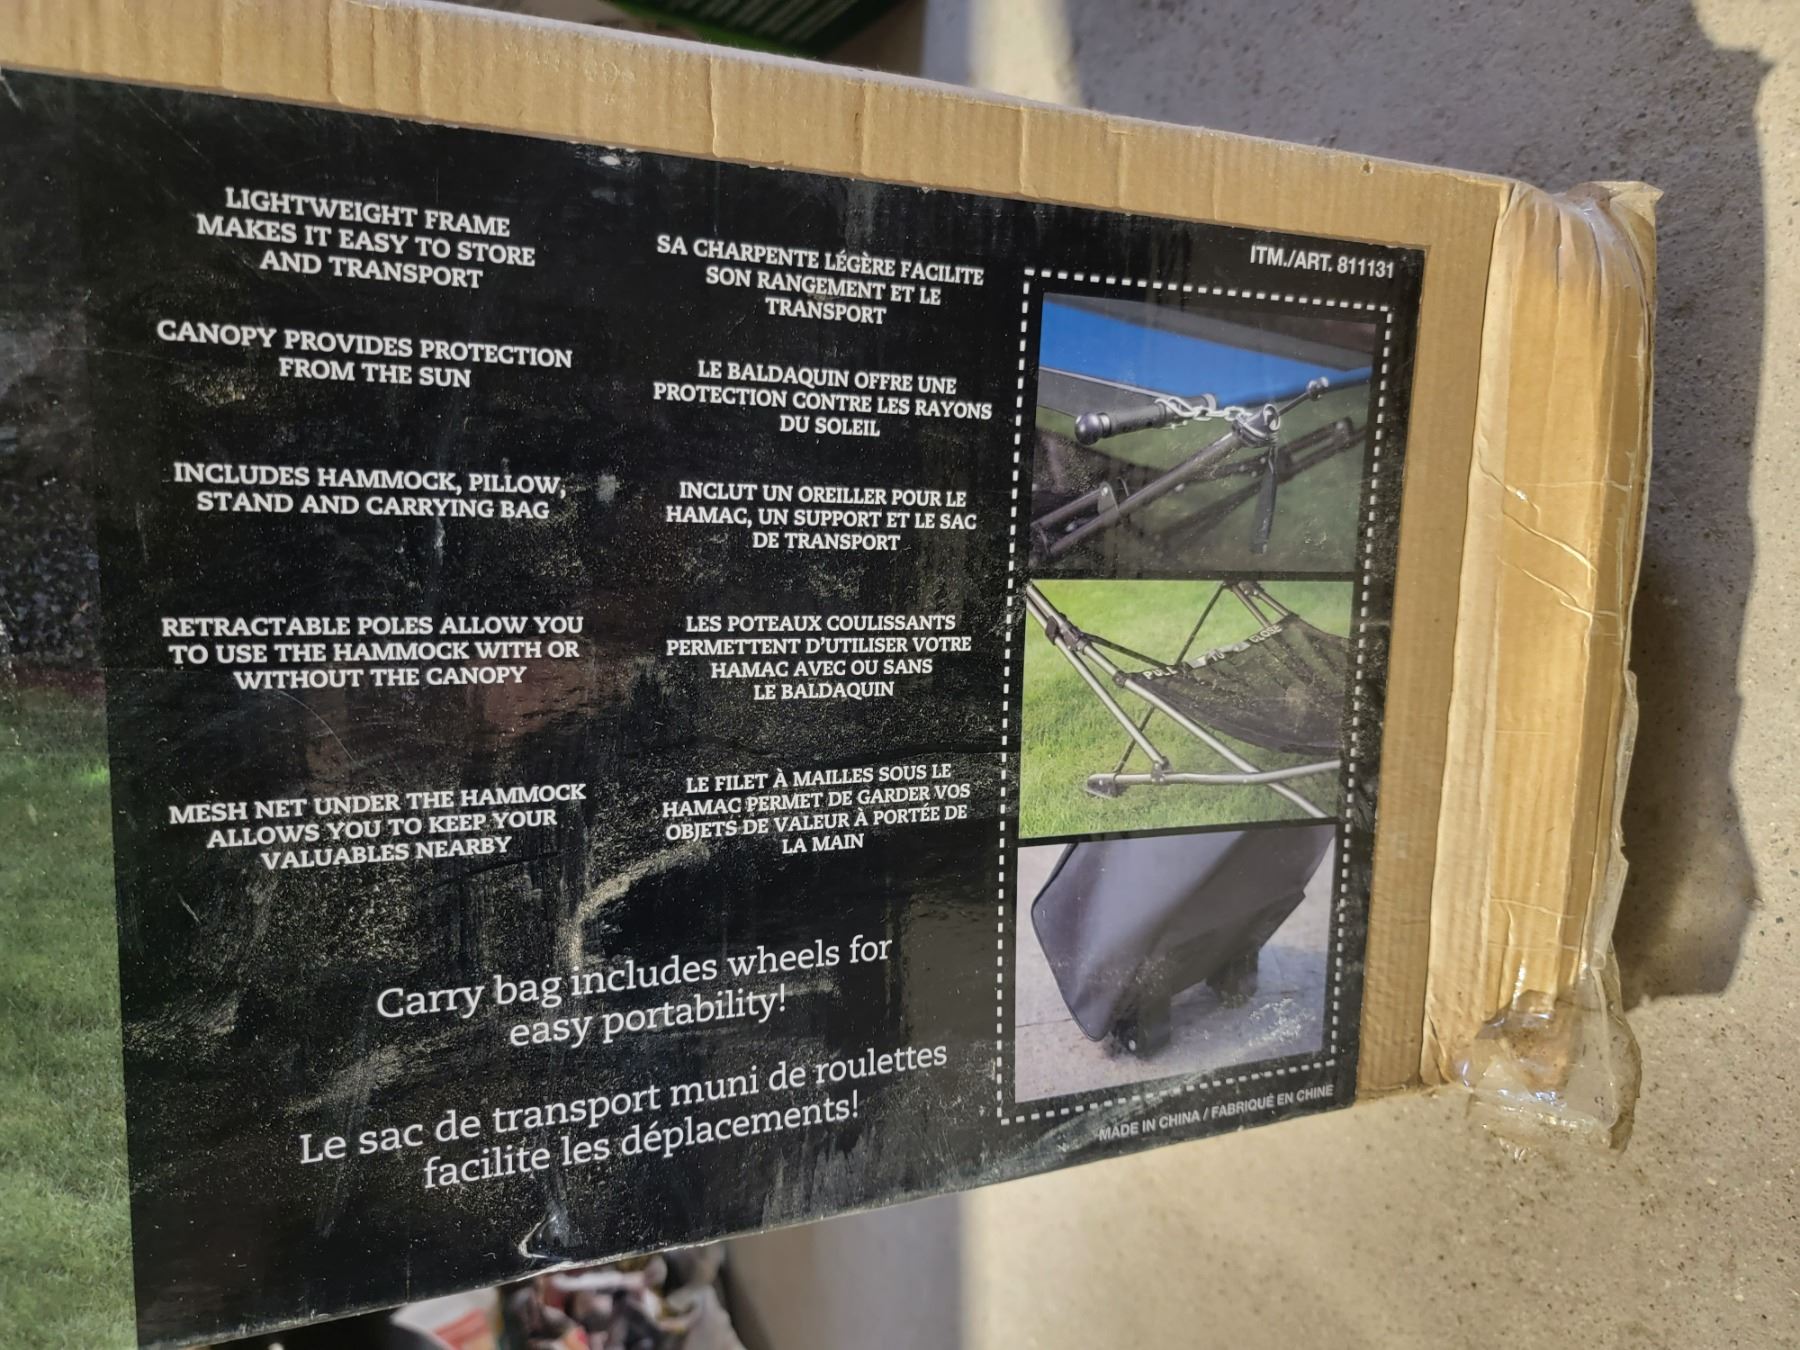 LIGHTWEIGHT FRAME
MAKES IT EASY TO STORE
AND TRANSPORT
CANOPY PROVIDES PROTECTION
FROM THE SUN
INCLUDES HAMMOCK, PILLOW,
STAND AND CARRYING BAG
RETRACTABLE POLES ALLOW YOU
TO USE THE HAMMOCK WITH OR
WITHOUT THE CANOPY
MESH NET UNDER THE HAMMOCK
ALLOWS YOU TO KEEP YOUR
VALUABLES NEARBY
SA CHARPENTE LÉGÈRE FACILITE
SON RANGEMENT ET LE
TRANSPORT
LE BALDAQUIN OFFRE UNE
PROTECTION CONTRE LES RAYONS
DU SOLEIL
INCLUT UN OREILLER POUR LE
HAMAC, UN SUPPORT ET LE SAC
DE TRANSPORT
LES POTEAUX COULISSANTS
PERMETTENT D'UTILISER VOTRE
HAMAC AVEC OU SANS
LE BALDAQUIN
LE FILET À MAILLES SOUS LE
HAMAC PERMET DE GARDER VOS
OBJETS DE VALEUR À PORTÉE DE
LA MAIN
Carry bag includes wheels for
easy portability!
Le sac de transport muni de roulettes
facilite les déplacements!
ITM./ART. 811131
CLOSE
MADE IN CHINA / FABRIQUÉ EN CHINE